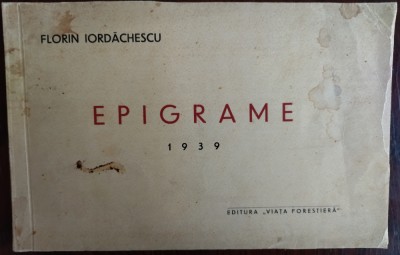 FLORIN IORDĂCHESCU
EPIGRAME
1939
EDITURA „VIAȚA FORESTIERĂ"